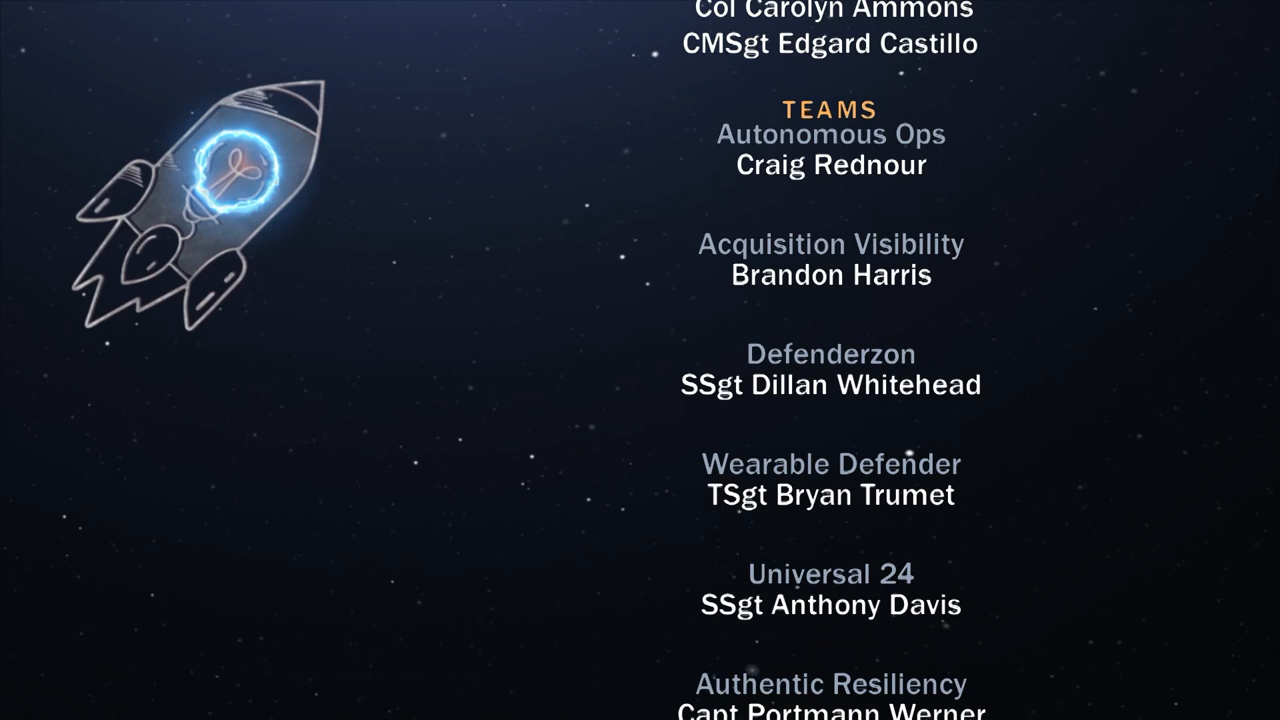 Col Carolyn Ammons
CMSgt Edgard Castillo
TEAMS
Autonomous Ops
Craig Rednour
Acquisition Visibility
Brandon Harris
Defenderzon
SSgt Dillan Whitehead
Wearable Defender
TSgt Bryan Trumet
Universal 24
SSgt Anthony Davis
Authentic Resiliency
Capt Portmann Werner